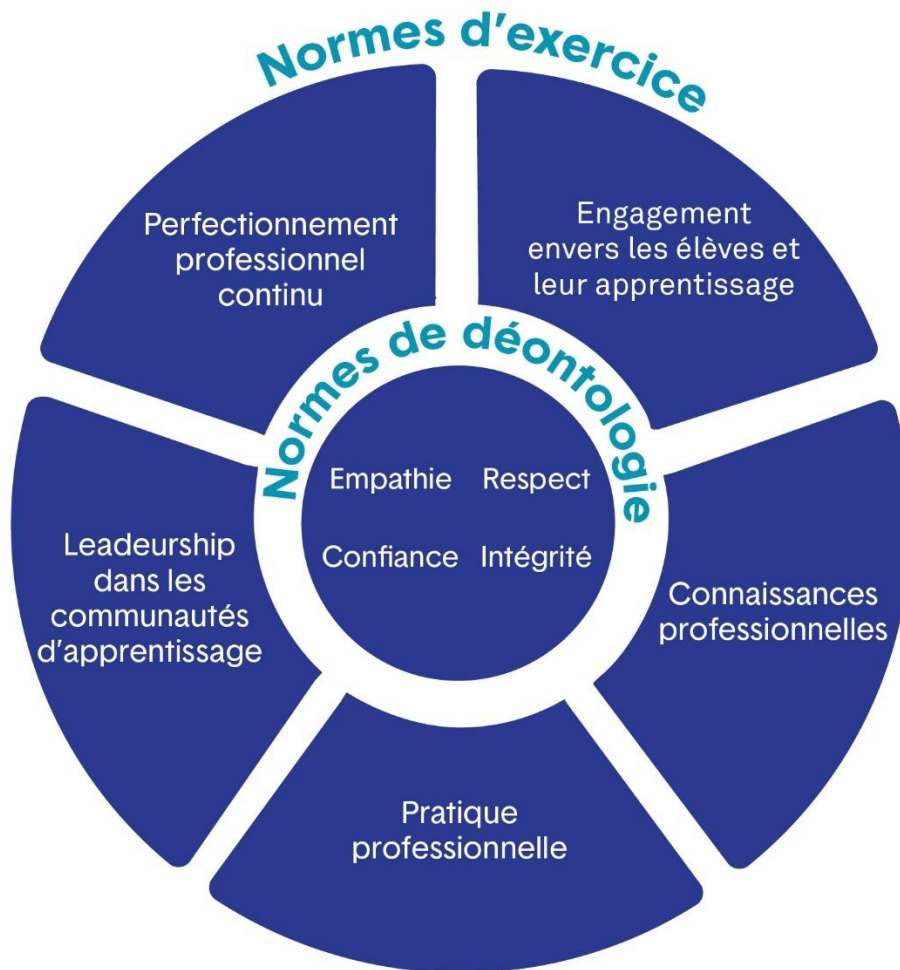 Normes d'exercice
Perfectionnement
professionnel
continu
Engagement
envers les élèves et
leur apprentissage
Normes de déontologie
Empathie Respect
Confiance Intégrité
Leadeurship
dans les
communautés
d'apprentissage
Connaissances
professionnelles
Pratique
professionnelle